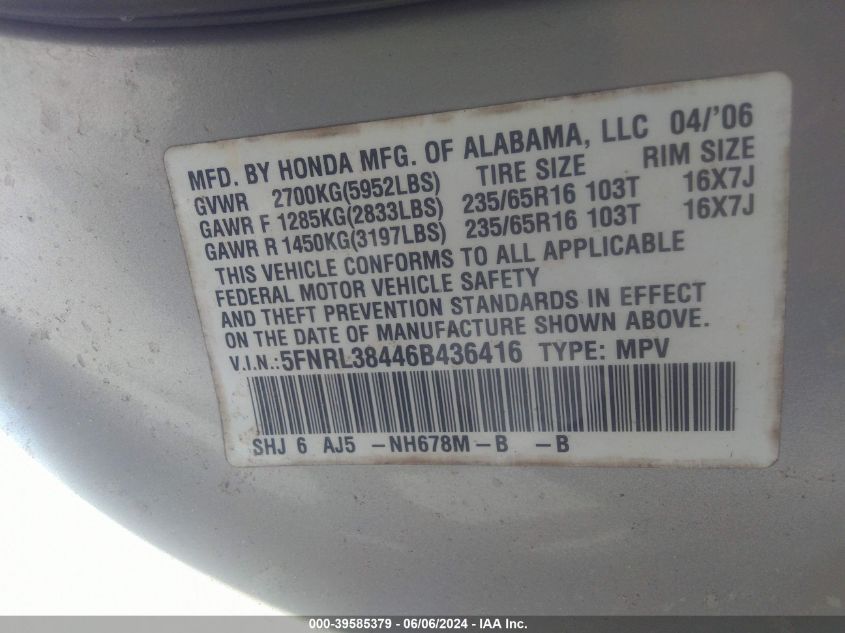 MFD. BY HONDA MFG. OF ALABAMA, LLC 04/'06
GVWR 2700KG(5952LBS) TIRE SIZE RIM SIZE
GAWR F 1285KG(2833LBS) 235/65R16 103T 16X7J
GAWR R 1450KG(3197LBS) 235/65R16 103T 16X7J
THIS VEHICLE CONFORMS TO ALL APPLICABLE
FEDERAL MOTOR VEHICLE SAFETY
AND THEFT PREVENTION STANDARDS IN EFFECT
ON THE DATE OF MANUFACTURE SHOWN ABOVE.
V.I.N.:5FNRL38446B436416 TYPE: MPV
SHJ 6 AJ5 -NH678M-B -B
000-39585379 - 06/06/2024 - IAA Inc.